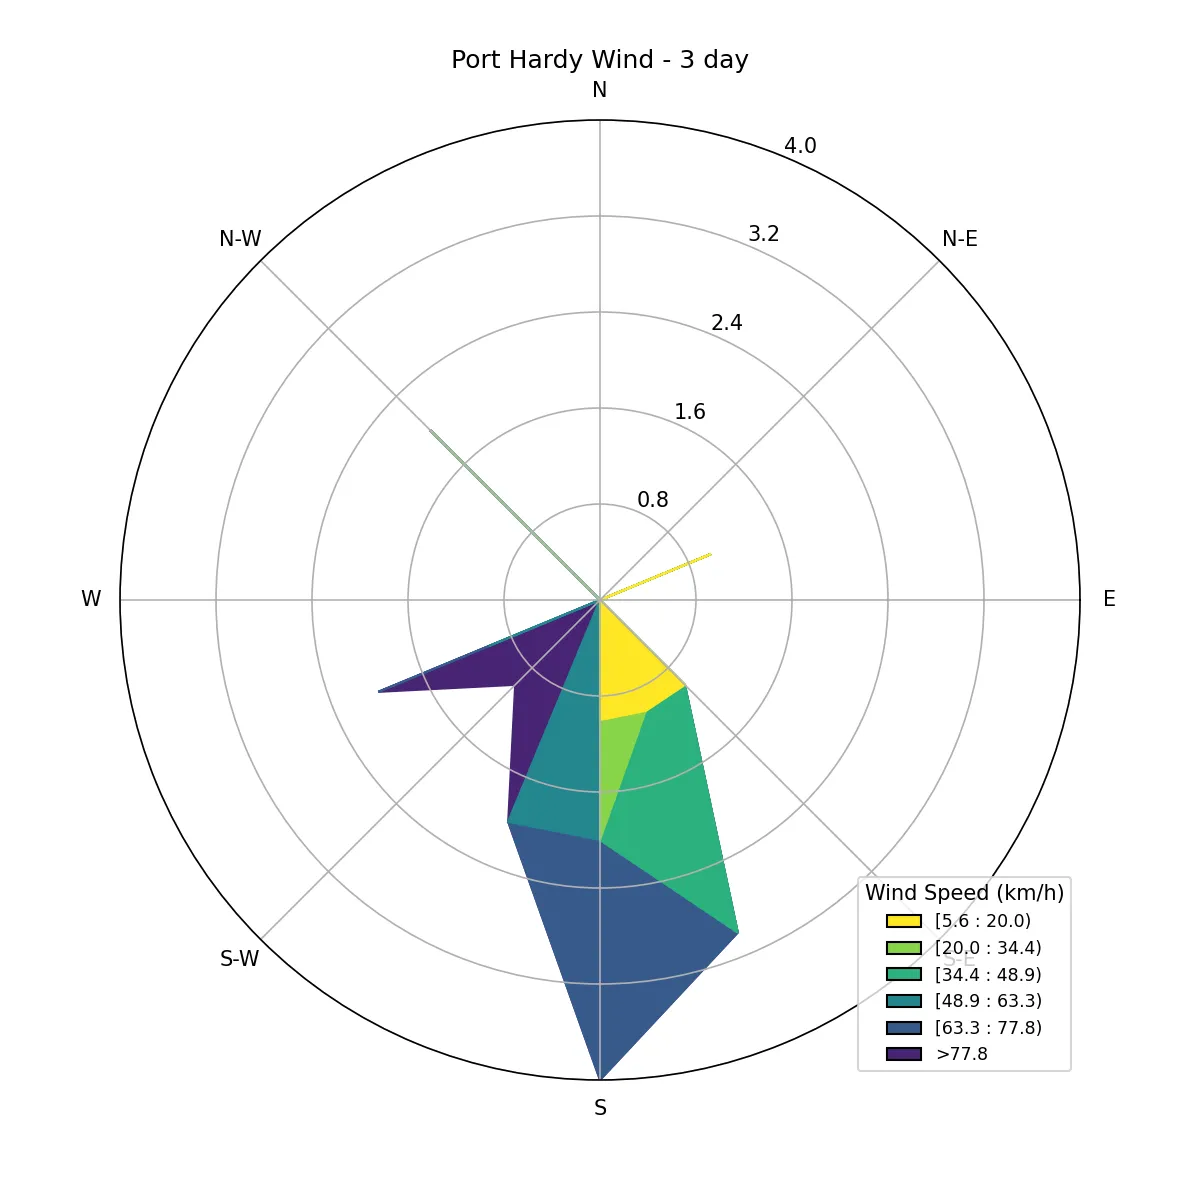 Port Hardy Wind - 3 day
N
4.0
N-W
3.2
N-E
2.4
1.6
0.8
W
E
S-W
S-E
Wind Speed (km/h)
[5.6 : 20.0)
[20.0 : 34.4)
[34.4 : 48.9)
[48.9 : 63.3)
[63.3 : 77.8)
>77.8
S